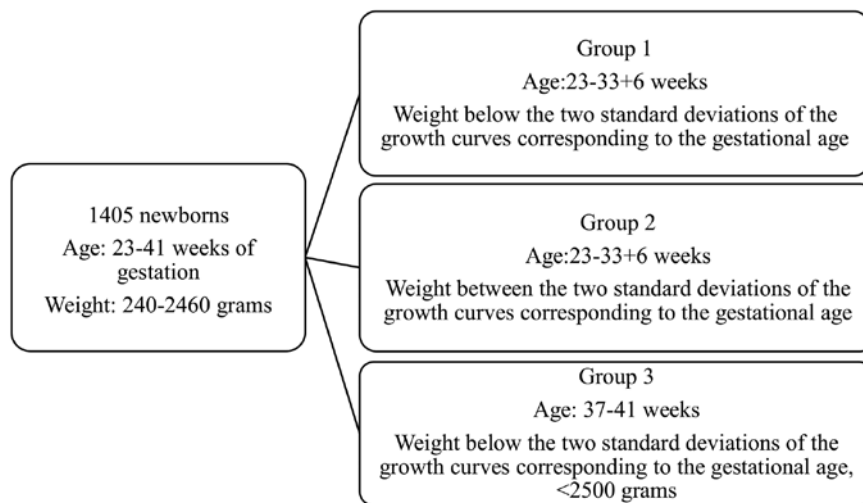 1405 newborns
Age: 23-41 weeks of
gestation
Weight: 240-2460 grams
Group 1
Age:23-33+6 weeks
Weight below the two standard deviations of the
growth curves corresponding to the gestational age
Group 2
Age:23-33+6 weeks
Weight between the two standard deviations of the
growth curves corresponding to the gestational age
Group 3
Age: 37-41 weeks
Weight below the two standard deviations of the
growth curves corresponding to the gestational age,
<2500 grams